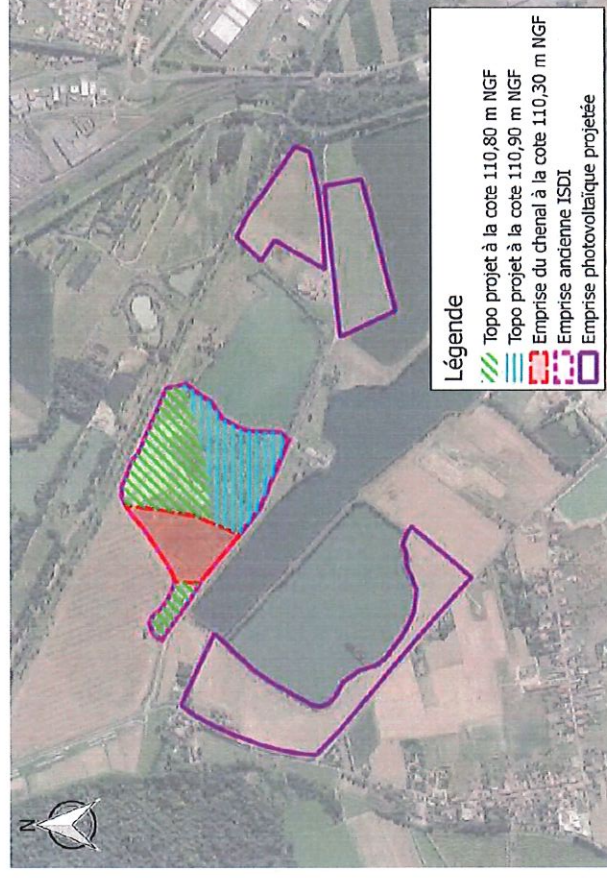 N
Légende
Topo projet à la cote 110,80 m NGF
Topo projet à la cote 110,90 m NGF
Emprise du chenal à la cote 110,30 m NGF
Emprise ancienne ISDI
Emprise photovoltaïque projetée